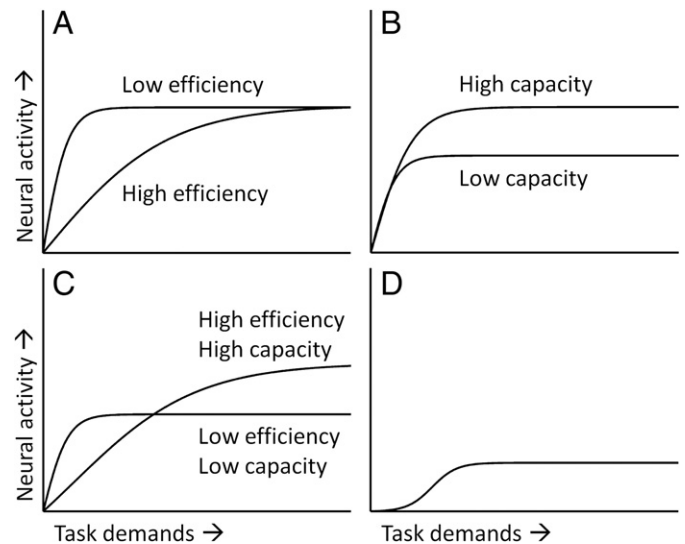 A
Low efficiency
High efficiency
Neural activity →
B
High capacity
Low capacity
C
High efficiency
High capacity
Low efficiency
Low capacity
Neural activity →
Task demands →
D
Task demands →